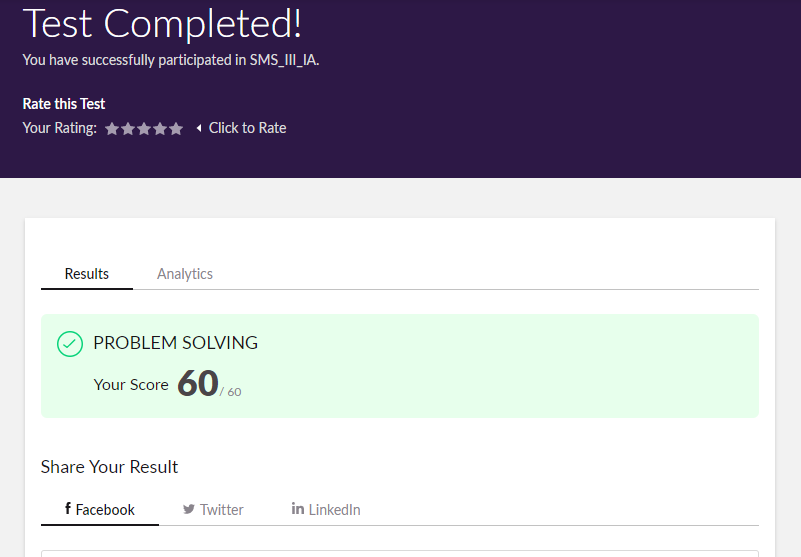 Test Completed!
You have successfully participated in SMS_III_IA.
Rate this Test
Your Rating: Click to Rate
Results Analytics
PROBLEM SOLVING
Your Score 60 / 60
Share Your Result
Facebook Twitter LinkedIn